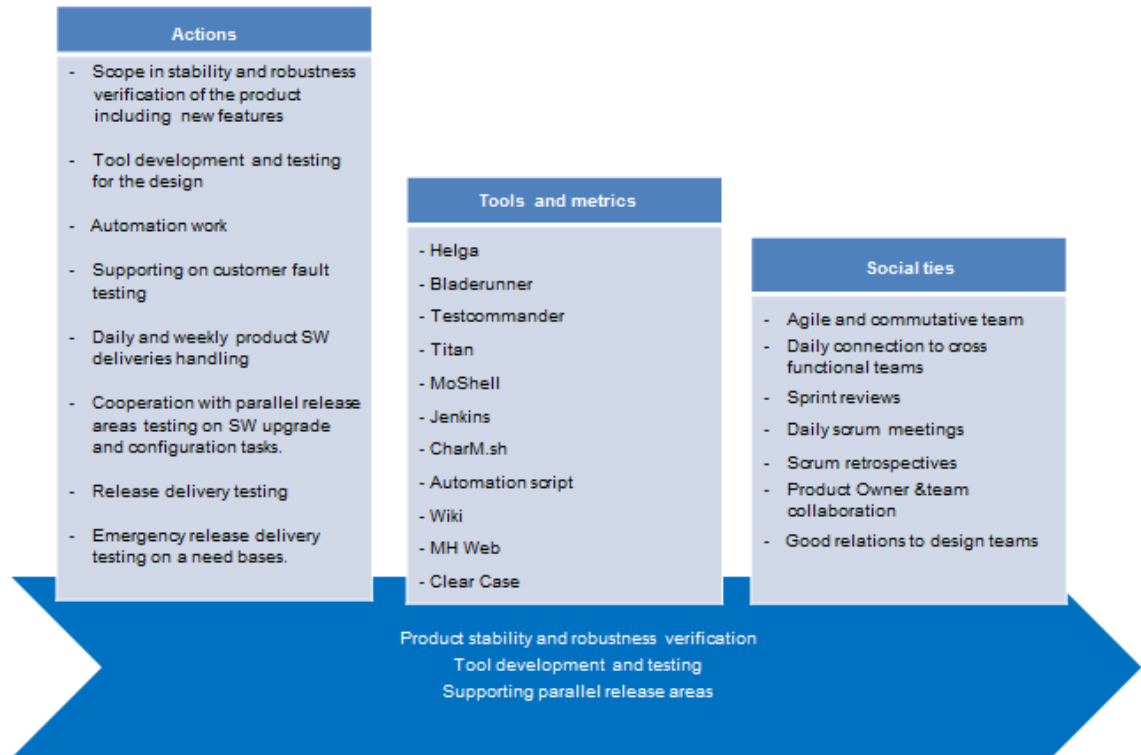 Actions
- Scope in stability and robustness
verification of the product
including new features
- Tool development and testing
for the design
- Automation work
- Supporting on customer fault
testing
- Daily and weekly product SW
deliveries handling
- Cooperation with parallel release
areas testing on SW upgrade
and configuration tasks.
- Release delivery testing
- Emergency release delivery
testing on a need bases.
Tools and metrics
- Helga
- Bladerunner
- Testcommander
- Titan
- MoShell
- Jenkins
- CharM.sh
- Automation script
- Wiki
- MH Web
- Clear Case
Social ties
- Agile and commutative team
- Daily connection to cross
functional teams
- Sprint reviews
- Daily scrum meetings
- Scrum retrospectives
- Product Owner &team
collaboration
- Good relations to design teams
Product stability and robustness verification
Tool development and testing
Supporting parallel release areas